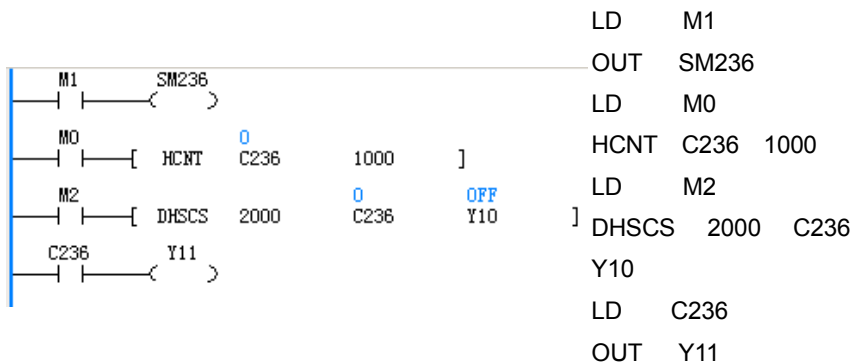 M1 SM236
M0 0
HCNT C236 1000
M2 0 OFF
DHSCS 2000 C236 Y10
C236 Y11
LD M1
OUT SM236
LD M0
HCNT C236 1000
LD M2
DHSCS 2000 C236
Y10
LD C236
OUT Y11